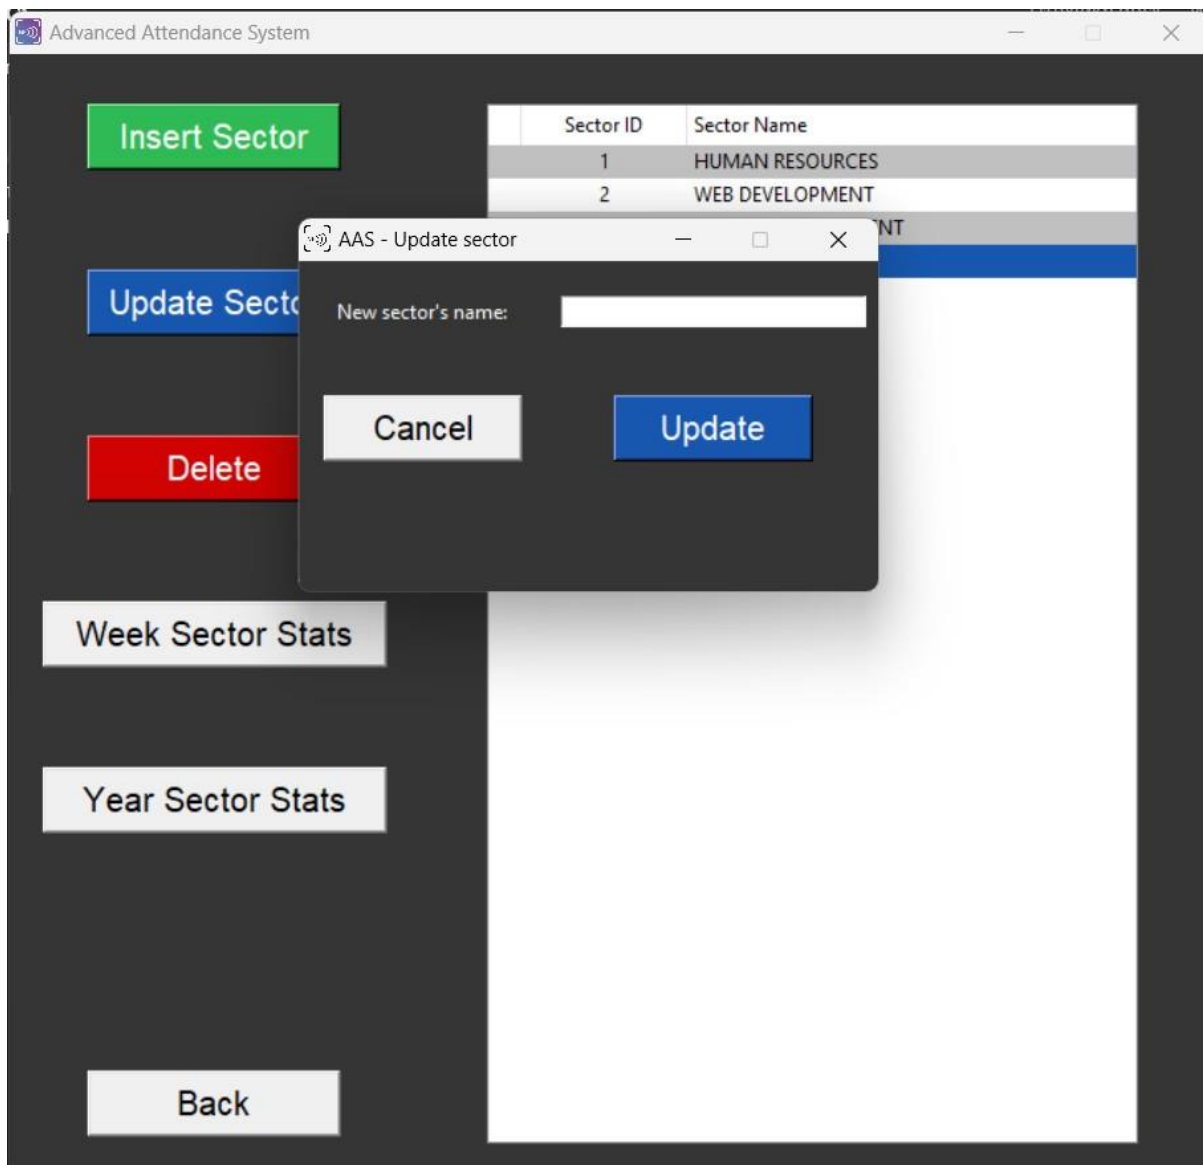 Advanced Attendance System
Insert Sector
Sector ID Sector Name
1 HUMAN RESOURCES
2 WEB DEVELOPMENT
NT
AAS - Update sector
Update Secto
New sector's name:
Cancel Update
Delete
Week Sector Stats
Year Sector Stats
Back